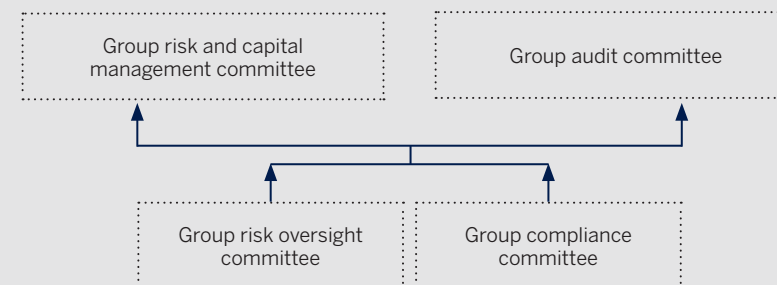 Group risk and capital
management committee
Group audit committee
Group risk oversight
committee
Group compliance
committee